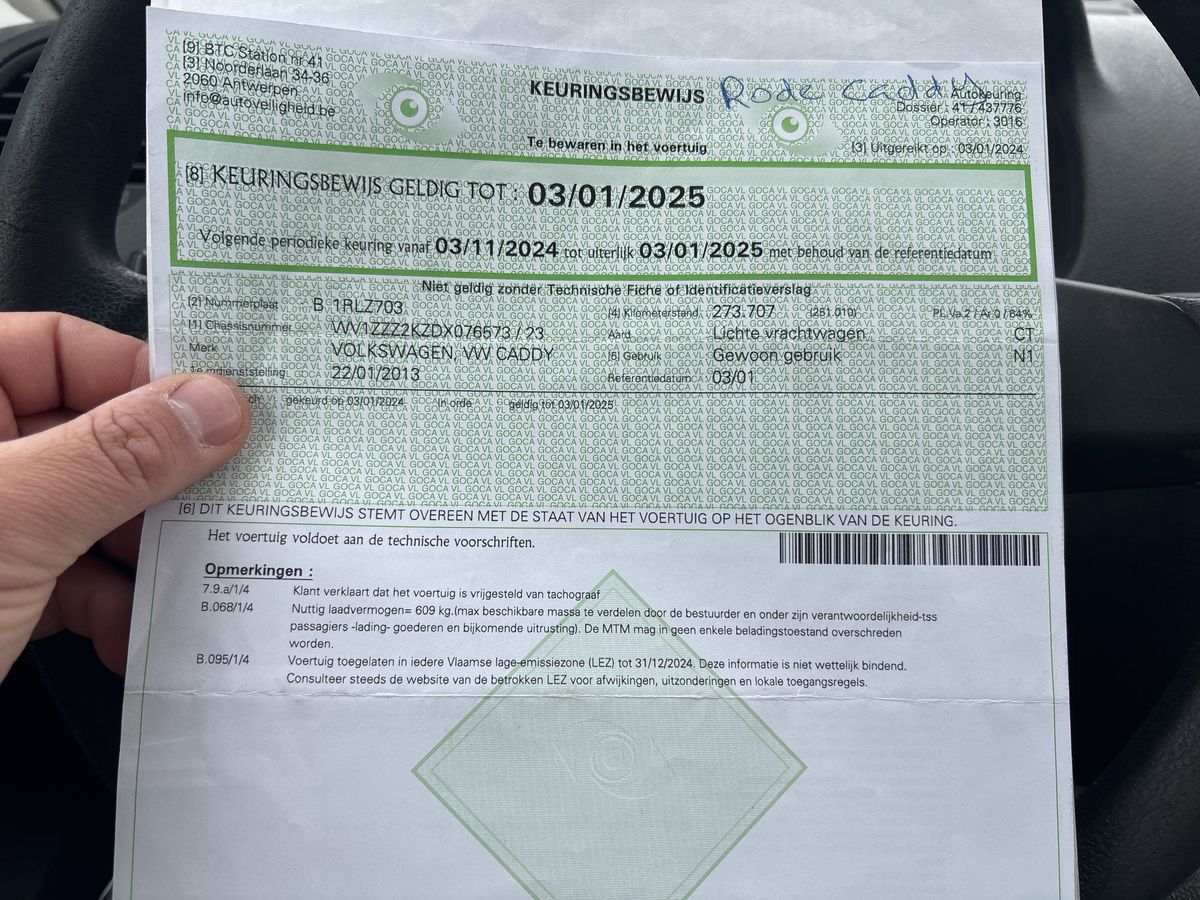 [9] BTC Station nr 41
[3] Noorderlaan 34-36
2060 Antwerpen
info@autoveiligheid.be
KEURINGSBEWIJS
Rode caddy
Autokeuring
Dossier : 41/437776
Operator : 3016
Te bewaren in het voertuig
[3] Uitgereikt op : 03/01/2024
[8] KEURINGSBEWIJS GELDIG TOT : 03/01/2025
Volgende periodieke keuring vanaf 03/11/2024 tot uiterlijk 03/01/2025 met behoud van de referentiedatum
Niet geldig zonder Technische Fiche of Identificatieverslag
[2] Nummerplaat B 1RLZ703 [4] Kilometerstand 273.707 (251.010) PL.Va.2 / Ar.0 / 64%
[1] Chassisnummer WV1ZZZ2KZDX076573 / 23 Aard Lichte vrachtwagen CT
Merk VOLKSWAGEN, VW CADDY [5] Gebruik Gewoon gebruik N1
1e indienststelling 22/01/2013 Referentiedatum 03/01
gekeurd op 03/01/2024 In orde geldig tot 03/01/2025
[6] DIT KEURINGSBEWIJS STEMT OVEREEN MET DE STAAT VAN HET VOERTUIG OP HET OGENBLIK VAN DE KEURING.
Het voertuig voldoet aan de technische voorschriften.
Opmerkingen :
7.9.a/1/4 Klant verklaart dat het voertuig is vrijgesteld van tachograaf
B.068/1/4 Nuttig laadvermogen= 609 kg.(max beschikbare massa te verdelen door de bestuurder en onder zijn verantwoordelijkheid-tss
passagiers -lading- goederen en bijkomende uitrusting). De MTM mag in geen enkele beladingstoestand overschreden
worden.
B.095/1/4 Voertuig toegelaten in iedere Vlaamse lage-emissiezone (LEZ) tot 31/12/2024. Deze informatie is niet wettelijk bindend.
Consulteer steeds de website van de betrokken LEZ voor afwijkingen, uitzonderingen en lokale toegangsregels.